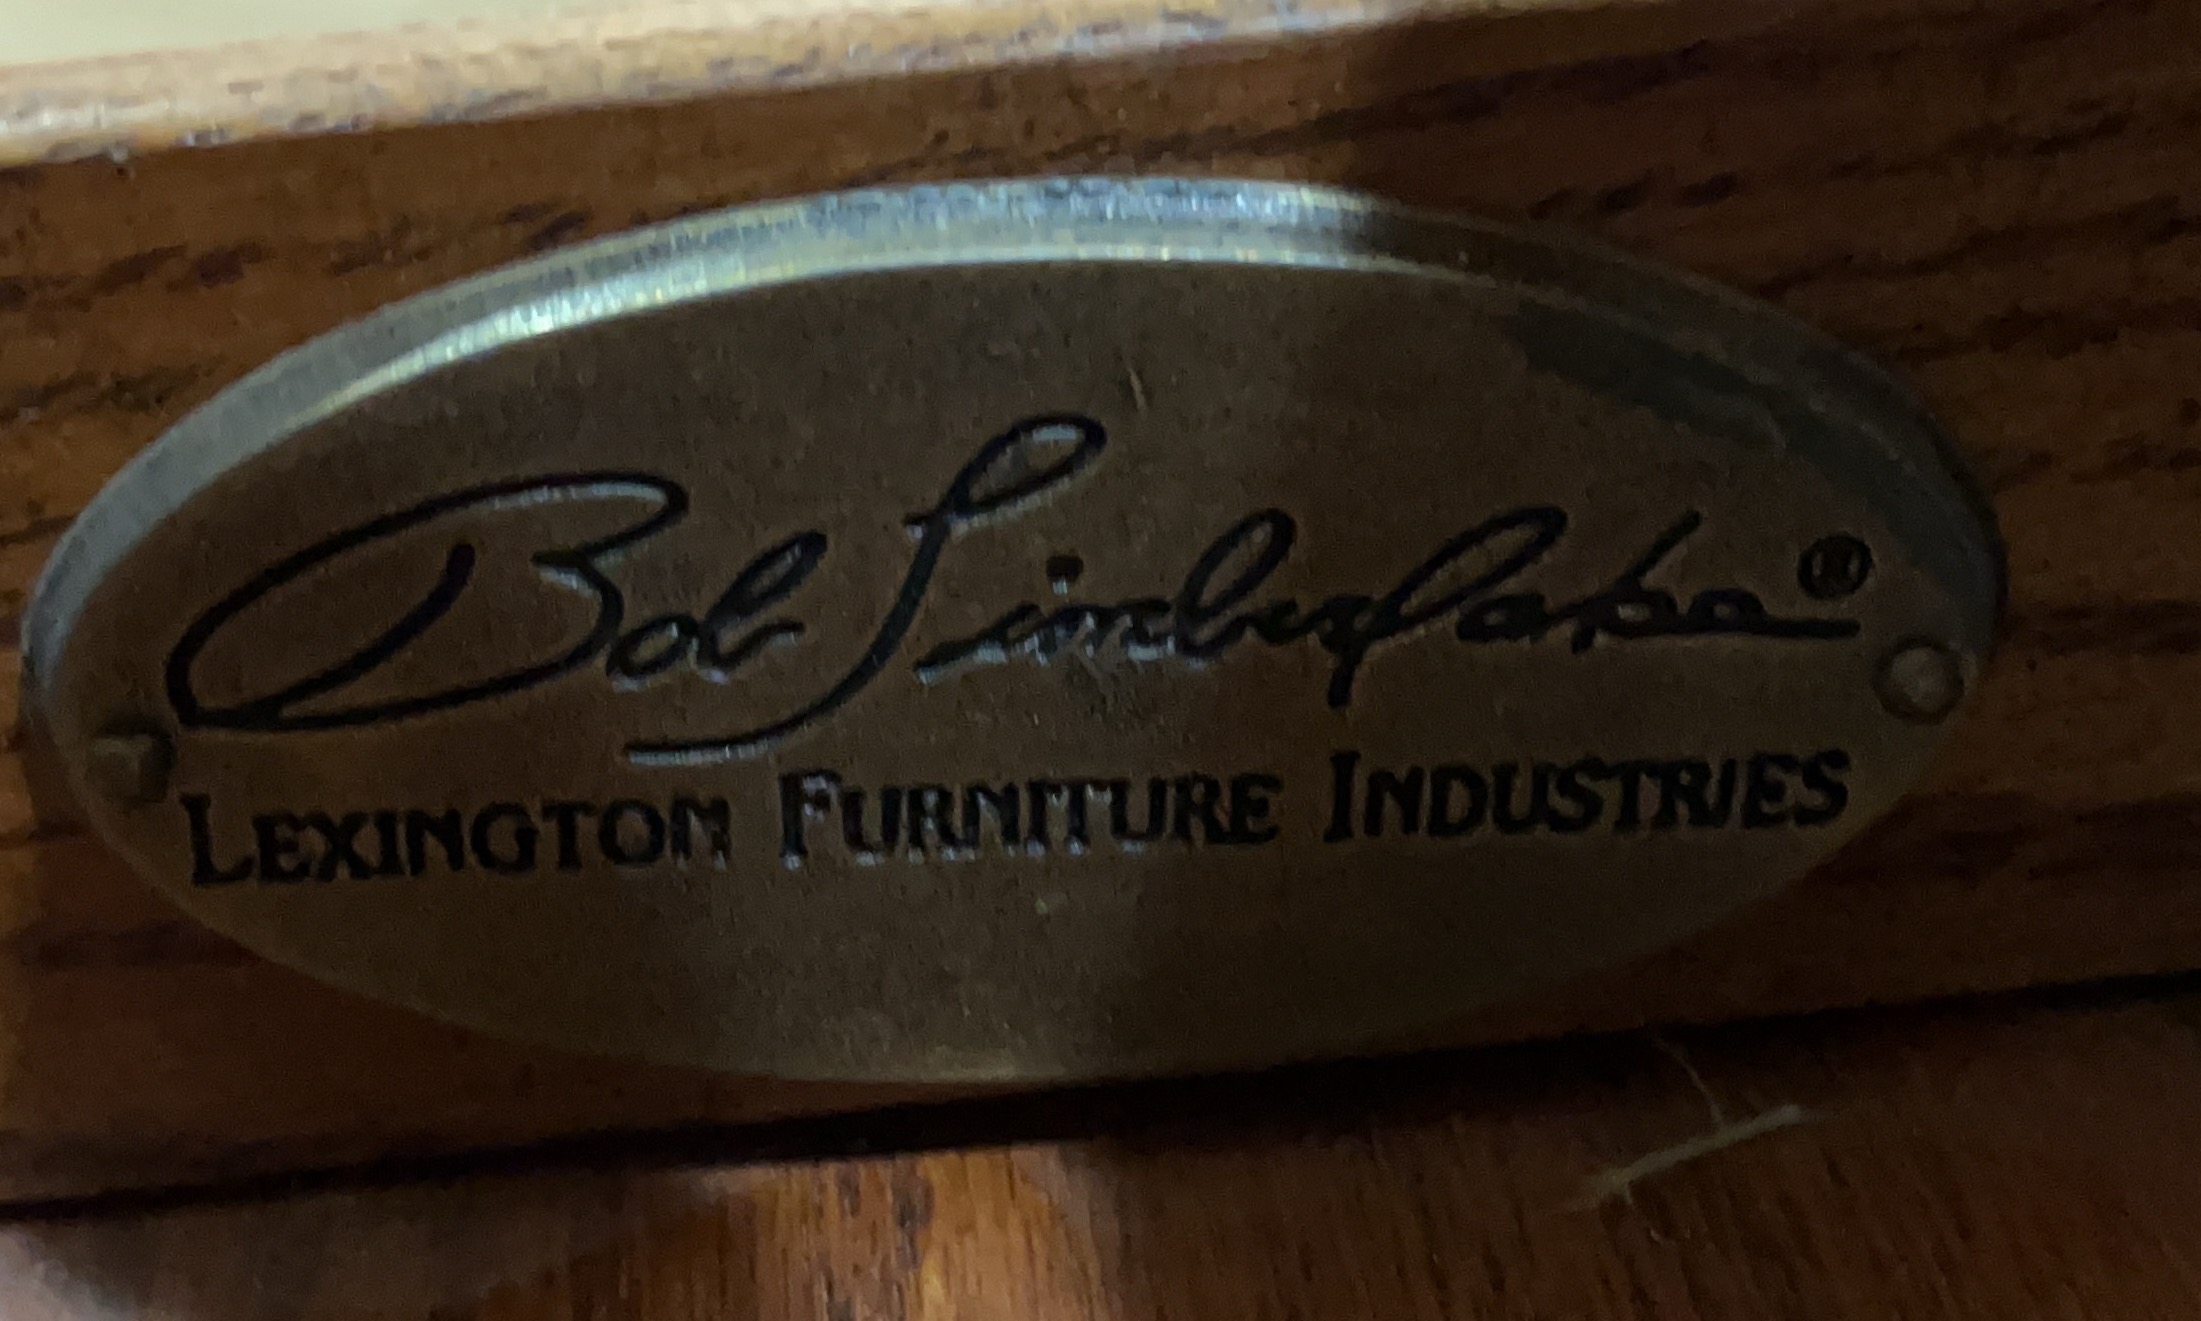 Bob Timberlake®
LEXINGTON FURNITURE INDUSTRIES